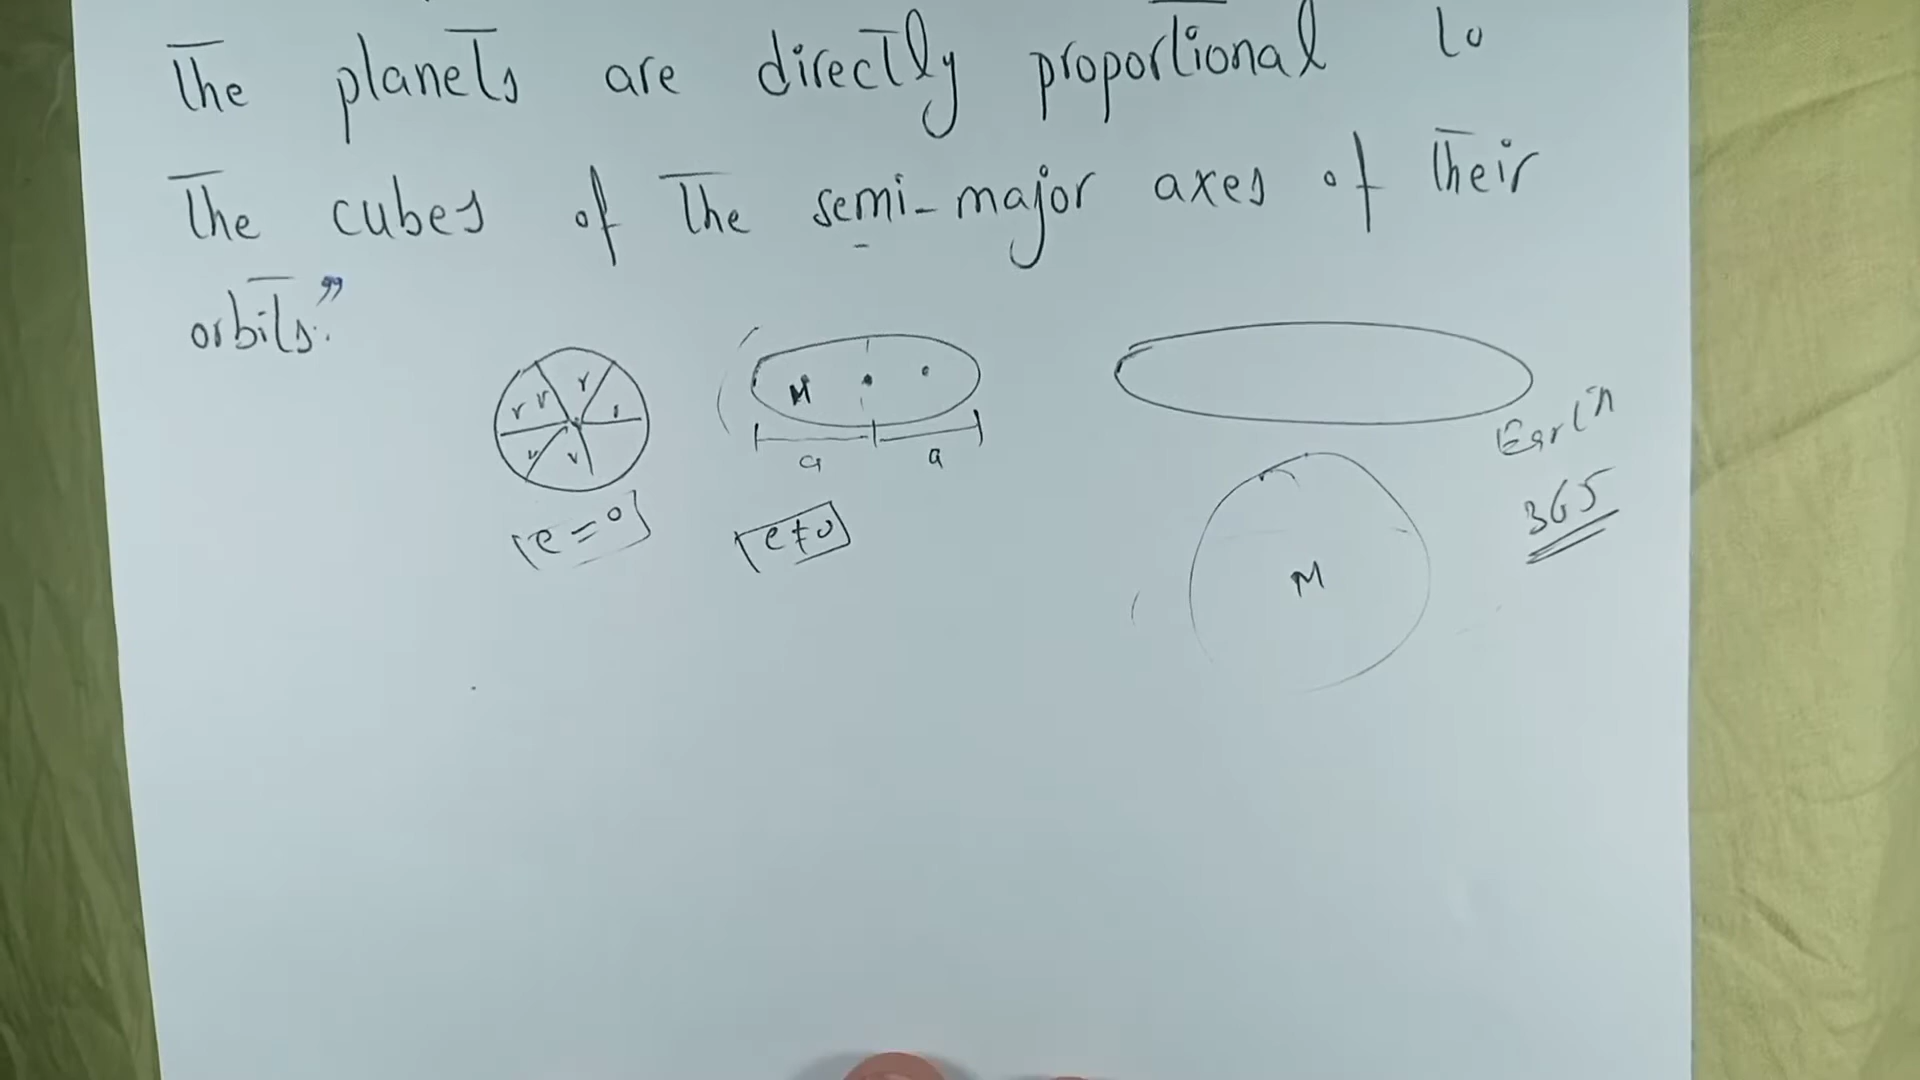 The planets are directly proportional to
The cubes of The semi-major axes of Their
orbits."
r r r r
r r
M
a a
e=0
e≠0
Earth
365
M